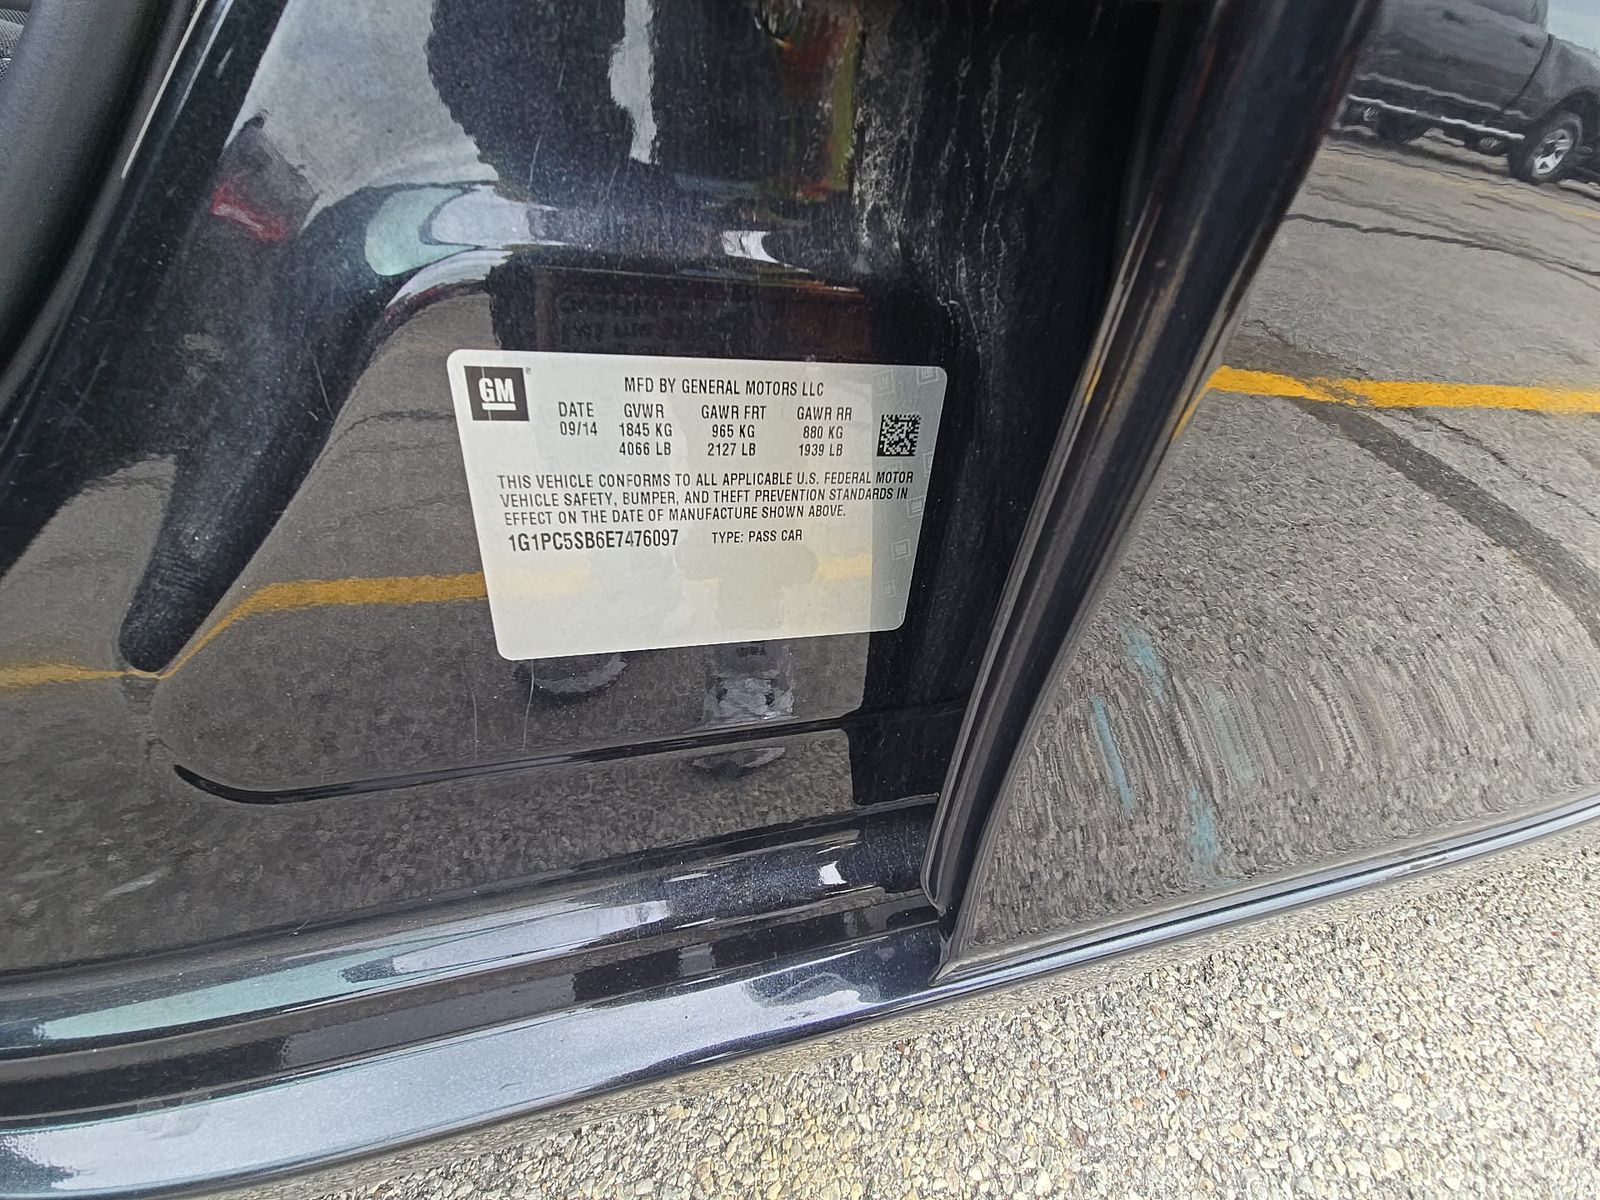 GM
MFD BY GENERAL MOTORS LLC
DATE GVWR GAWR FRT GAWR RR
09/14 1845 KG 965 KG 880 KG
4066 LB 2127 LB 1939 LB
THIS VEHICLE CONFORMS TO ALL APPLICABLE U.S. FEDERAL MOTOR
VEHICLE SAFETY, BUMPER, AND THEFT PREVENTION STANDARDS IN
EFFECT ON THE DATE OF MANUFACTURE SHOWN ABOVE.
1G1PC5SB6E7476097 TYPE: PASS CAR